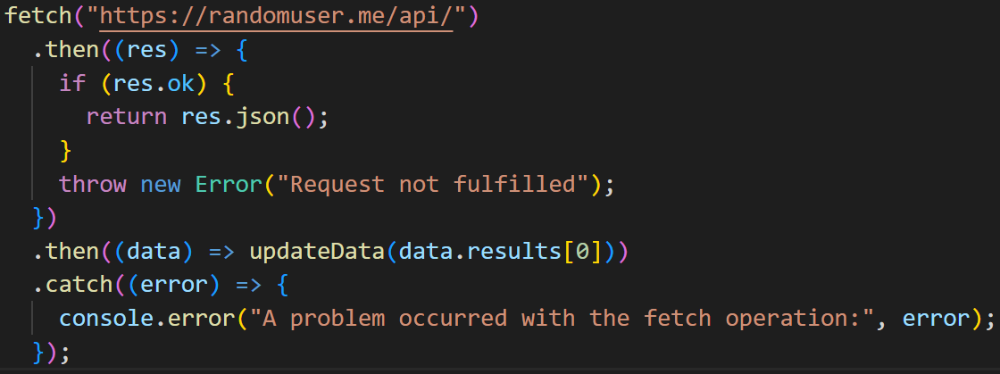 fetch("https://randomuser.me/api/")
  .then((res) => {
    if (res.ok) {
      return res.json();
    }
    throw new Error("Request not fulfilled");
  })
  .then((data) => updateData(data.results[0]))
  .catch((error) => {
    console.error("A problem occurred with the fetch operation:", error);
  });